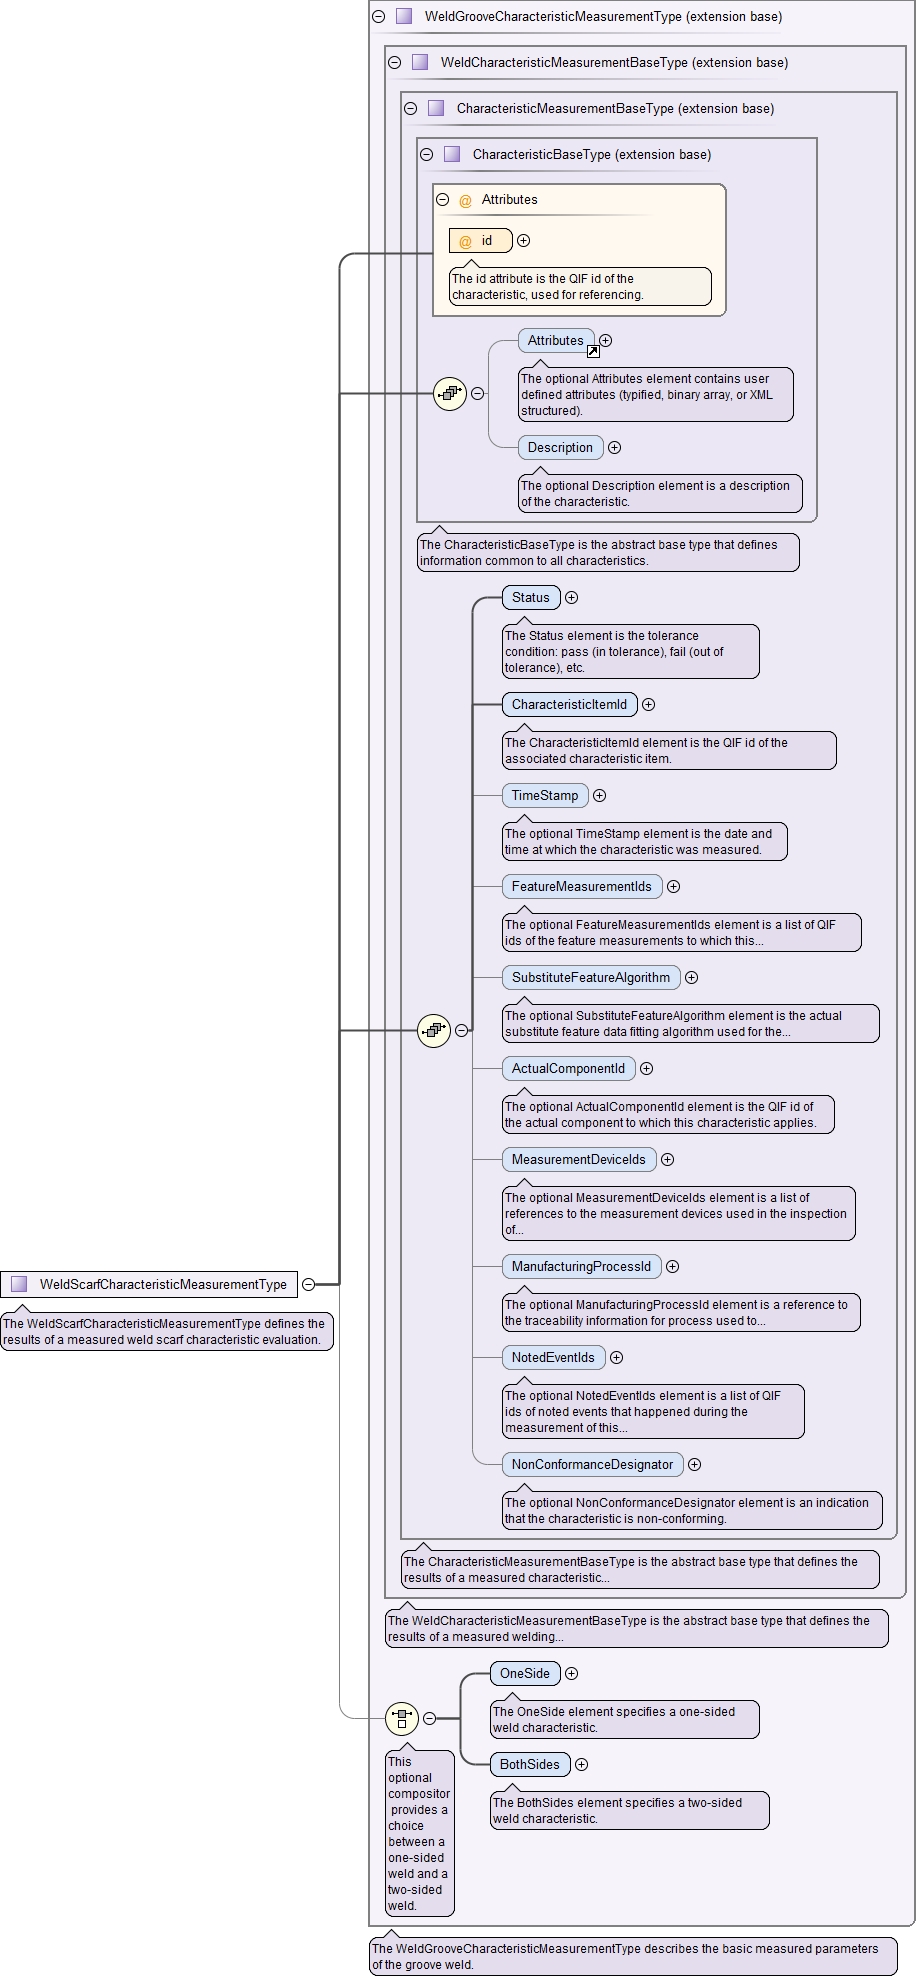 WeldGrooveCharacteristicMeasurementType (extension base)
WeldCharacteristicMeasurementBaseType (extension base)
CharacteristicMeasurementBaseType (extension base)
CharacteristicBaseType (extension base)
@ Attributes
@ id
The id attribute is the QIF id of the
characteristic, used for referencing.
Attributes
The optional Attributes element contains user
defined attributes (typified, binary array, or XML
structured).
Description
The optional Description element is a description
of the characteristic.
The CharacteristicBaseType is the abstract base type that defines
information common to all characteristics.
Status
The Status element is the tolerance
condition: pass (in tolerance), fail (out of
tolerance), etc.
CharacteristicItemId
The CharacteristicItemId element is the QIF id of the
associated characteristic item.
TimeStamp
The optional TimeStamp element is the date and
time at which the characteristic was measured.
FeatureMeasurementIds
The optional FeatureMeasurementIds element is a list of QIF
ids of the feature measurements to which this...
SubstituteFeatureAlgorithm
The optional SubstituteFeatureAlgorithm element is the actual
substitute feature data fitting algorithm used for the...
ActualComponentId
The optional ActualComponentId element is the QIF id of
the actual component to which this characteristic applies.
MeasurementDeviceIds
The optional MeasurementDeviceIds element is a list of
references to the measurement devices used in the inspection
of...
ManufacturingProcessId
The optional ManufacturingProcessId element is a reference to
the traceability information for process used to...
NotedEventIds
The optional NotedEventIds element is a list of QIF
ids of noted events that happened during the
measurement of this...
NonConformanceDesignator
The optional NonConformanceDesignator element is an indication
that the characteristic is non-conforming.
The CharacteristicMeasurementBaseType is the abstract base type that defines the
results of a measured characteristic...
The WeldCharacteristicMeasurementBaseType is the abstract base type that defines the
results of a measured welding...
WeldScarfCharacteristicMeasurementType
The WeldScarfCharacteristicMeasurementType defines the
results of a measured weld scarf characteristic evaluation.
OneSide
The OneSide element specifies a one-sided
weld characteristic.
BothSides
The BothSides element specifies a two-sided
weld characteristic.
This
optional
compositor
provides a
choice
between a
one-sided
weld and a
two-sided
weld.
The WeldGrooveCharacteristicMeasurementType describes the basic measured parameters
of the groove weld.